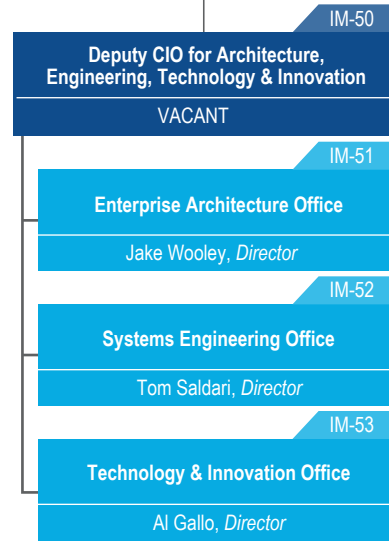 IM-50
Deputy CIO for Architecture,
Engineering, Technology & Innovation
VACANT
IM-51
Enterprise Architecture Office
Jake Wooley, Director
IM-52
Systems Engineering Office
Tom Saldari, Director
IM-53
Technology & Innovation Office
Al Gallo, Director